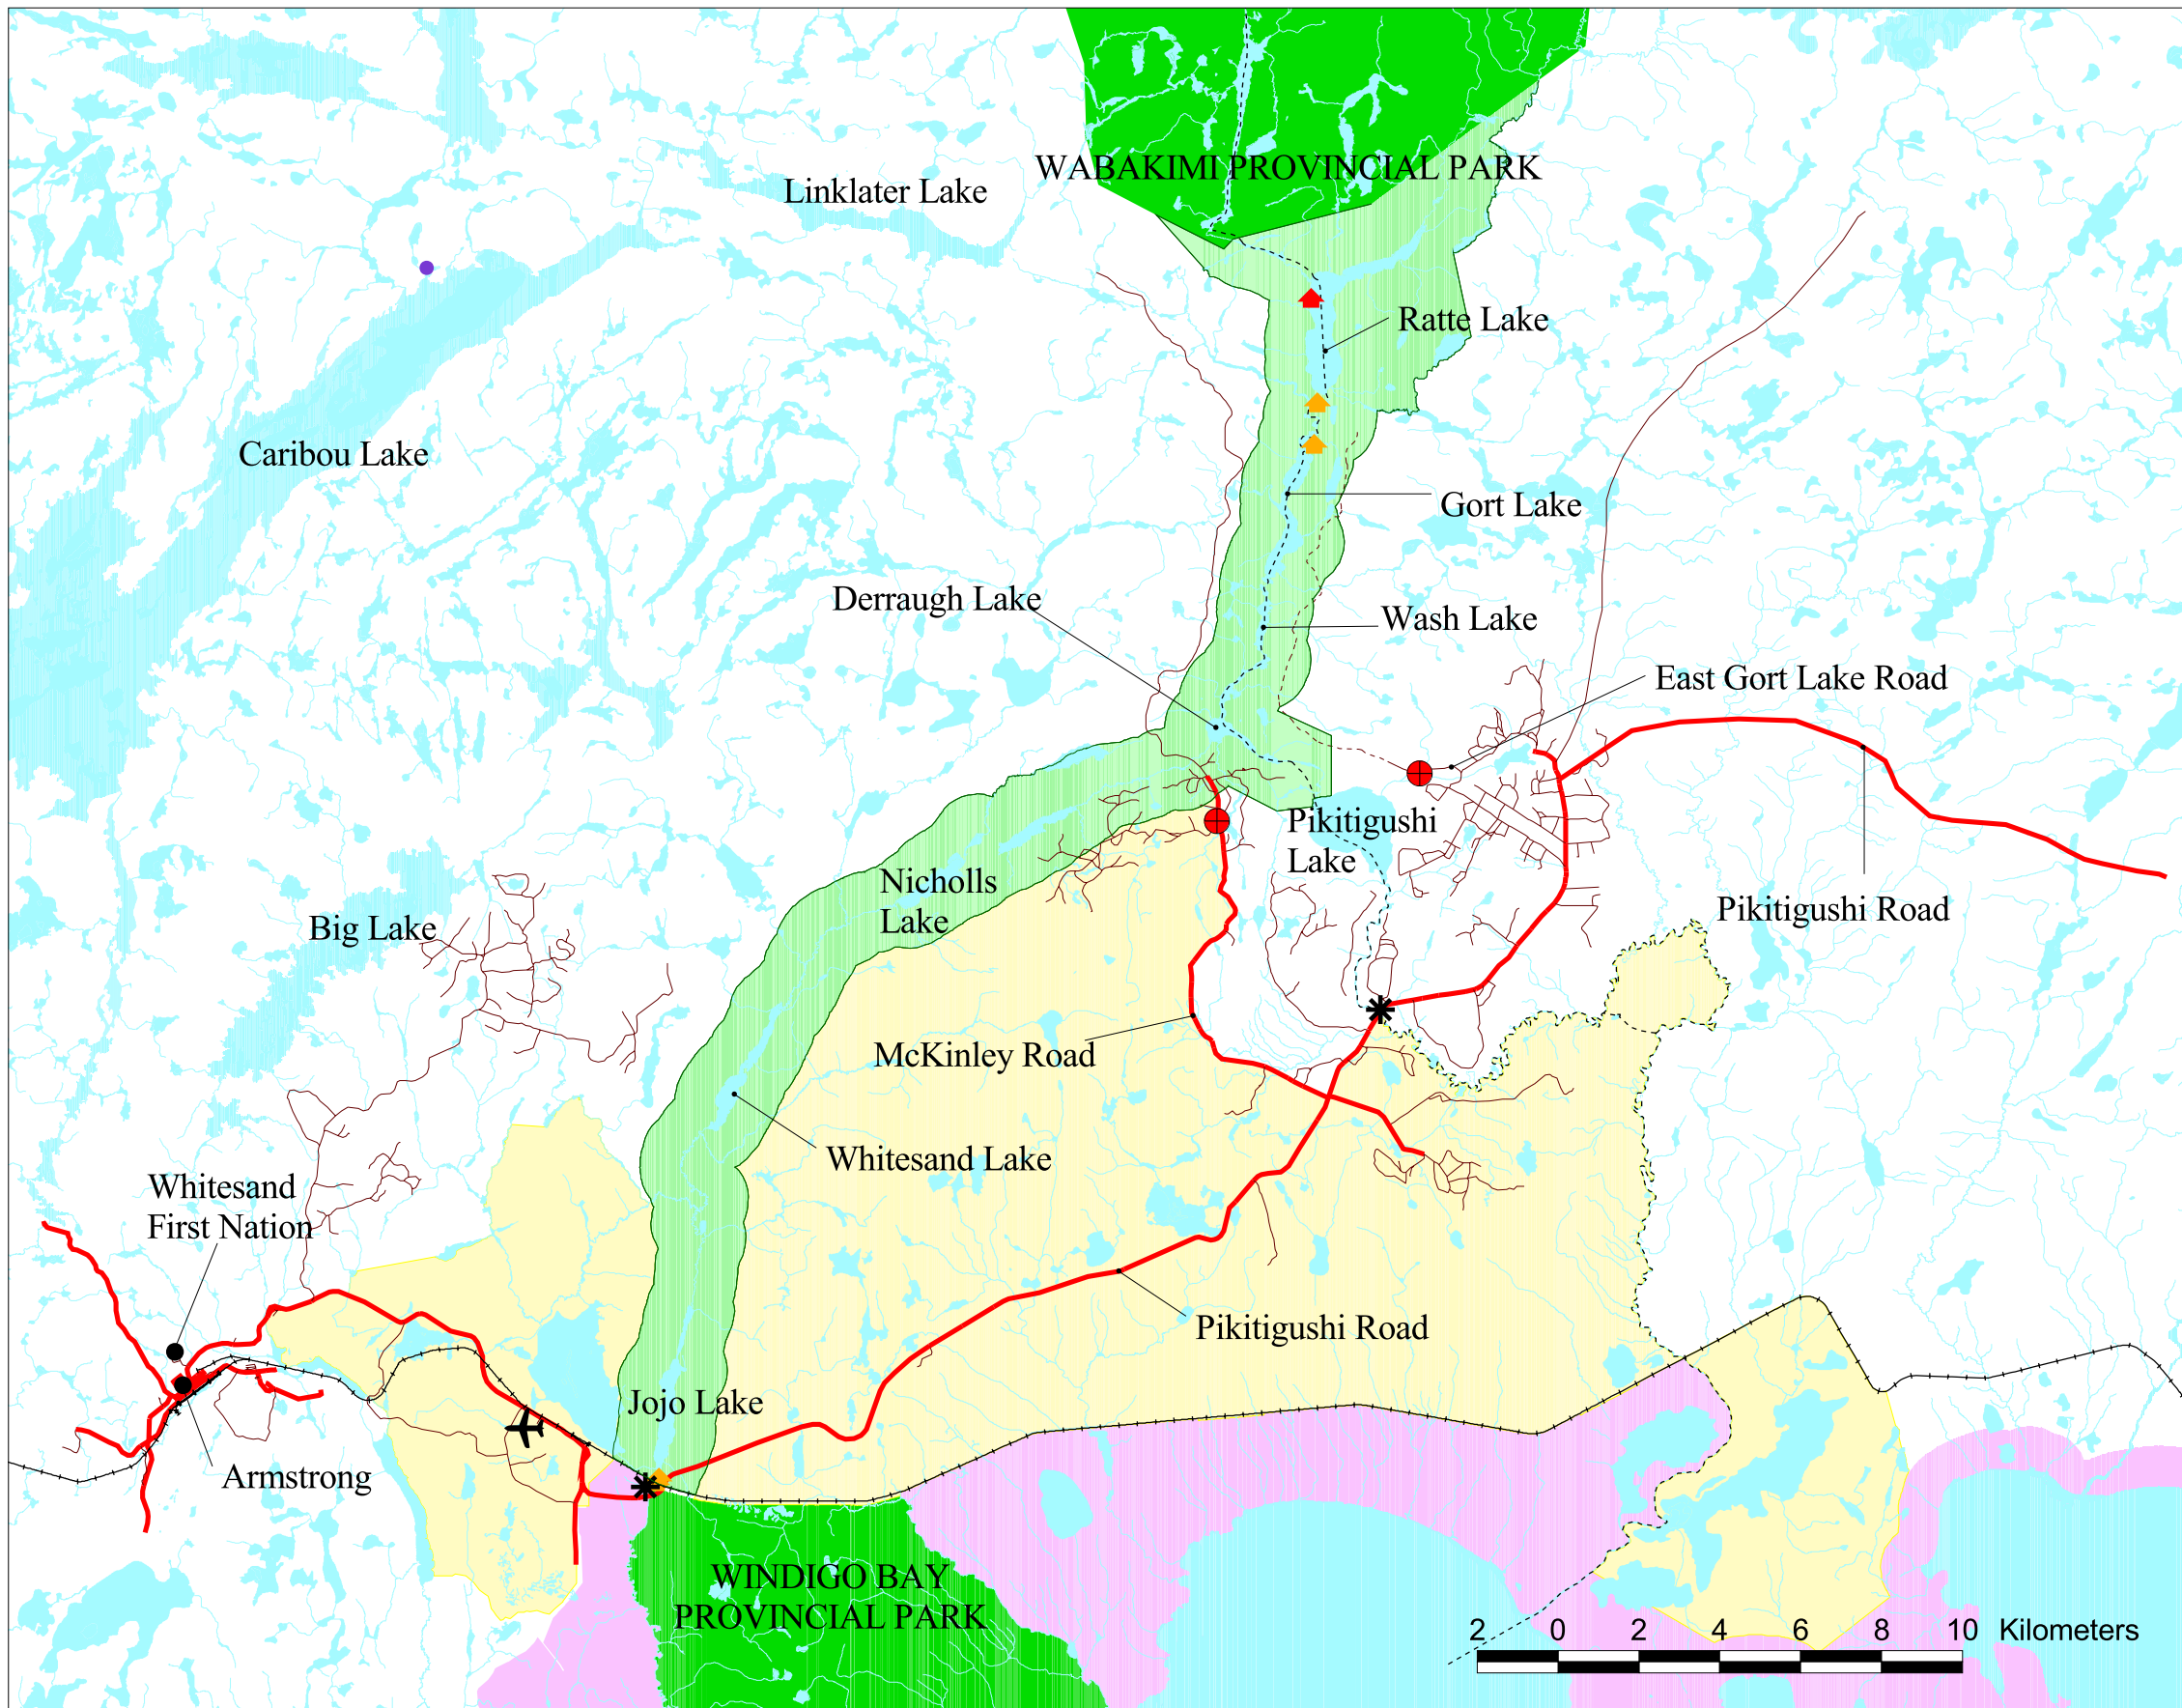 WABAKIMI PROVINCIAL PARK
Linklater Lake
Ratte Lake
Caribou Lake
Gort Lake
Derraugh Lake
Wash Lake
East Gort Lake Road
Pikitigushi
Lake
Nicholls
Lake
Pikitigushi Road
Big Lake
McKinley Road
Whitesand Lake
Whitesand
First Nation
Pikitigushi Road
Jojo Lake
Armstrong
WINDIGO BAY
PROVINCIAL PARK
2 0 2 4 6 8 10 Kilometers